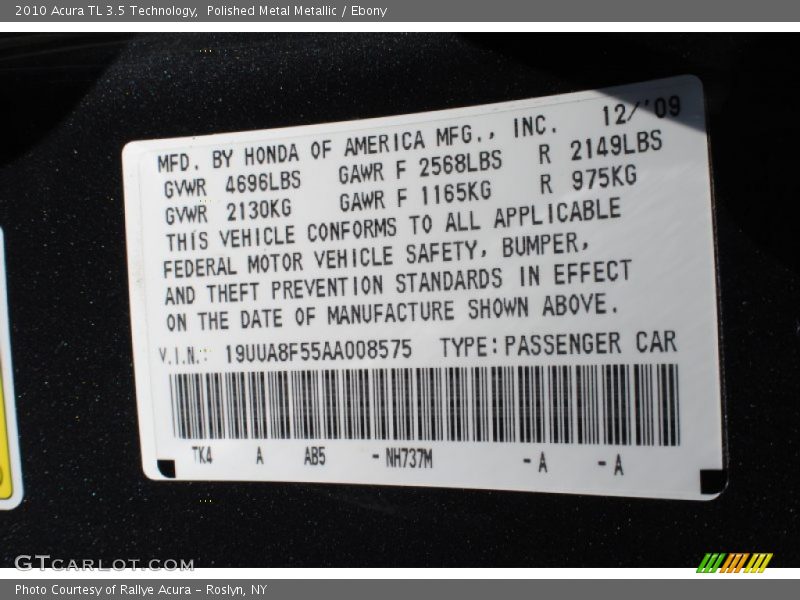 2010 Acura TL 3.5 Technology,  Polished Metal Metallic / Ebony
12/'09
MFD. BY HONDA OF AMERICA MFG., INC.
GVWR 4696LBS GAWR F 2568LBS R 2149LBS
GVWR 2130KG GAWR F 1165KG R 975KG
THIS VEHICLE CONFORMS TO ALL APPLICABLE
FEDERAL MOTOR VEHICLE SAFETY, BUMPER,
AND THEFT PREVENTION STANDARDS IN EFFECT
ON THE DATE OF MANUFACTURE SHOWN ABOVE.
V.I.N.: 19UUA8F55AA008575 TYPE:PASSENGER CAR
TK4 A AB5 -NH737M -A -A
GTCARLOT.COM
Photo Courtesy of Rallye Acura – Roslyn, NY